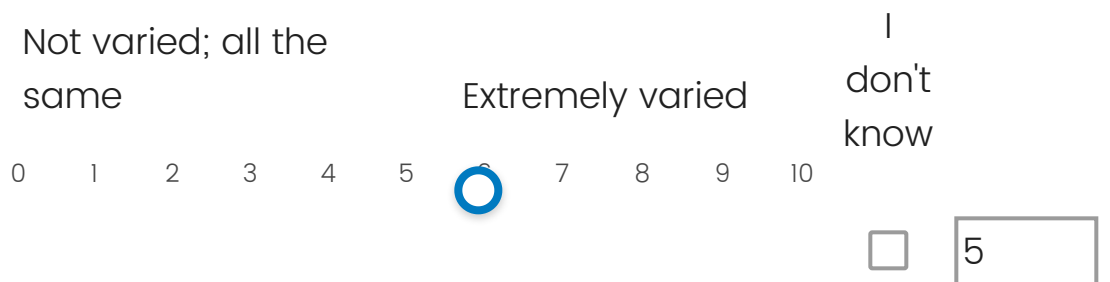 Not varied; all the
same
Extremely varied
I
don't
know
0 1 2 3 4 5 6 7 8 9 10
5